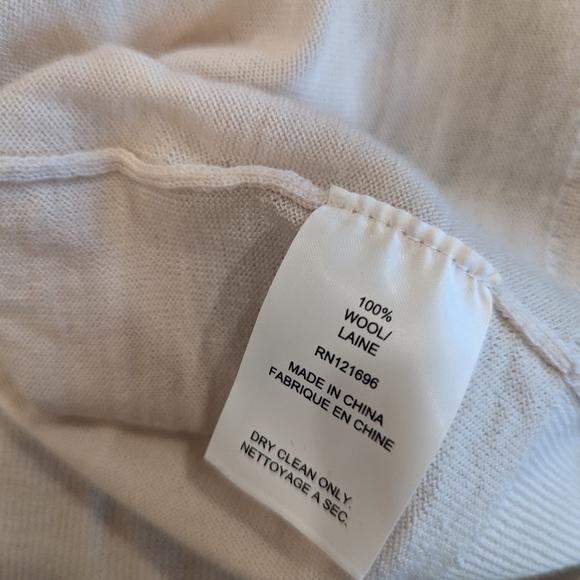 100%
WOOL/
LAINE
RN121696
MADE IN CHINA
FABRIQUE EN CHINE
DRY CLEAN ONLY.
NETTOYAGE A SEC.